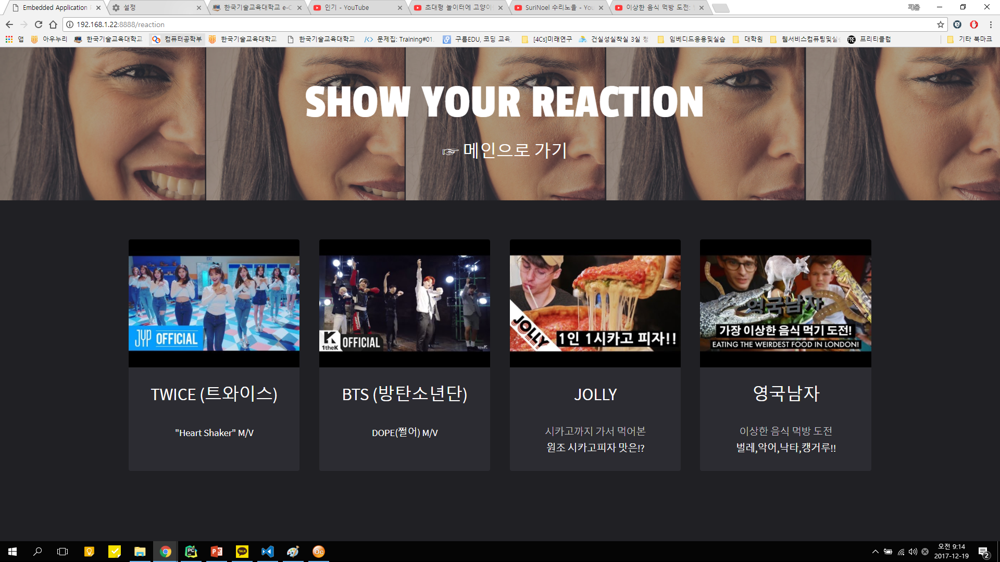 Embedded Application
설정
한국기술교육대학교 e-C
인기 - YouTube
초대형 놀이터에 고양이
SuriNoel 수리노을 - You
이상한 음식 먹방 도전:
재윤
192.168.1.22:8888/reaction
앱
아우누리
한국기술교육대학교
컴퓨터공학부
한국기술교육대학교
한국기술교육대학교
문제집: Training#01.
구름EDU, 코딩 교육,
[4Cs]미래연구
건실성실착실 3실 청
임베디드응용및실습
대학원
웹서비스컴퓨팅및실
프리티클럽
기타 북마크
SHOW YOUR REACTION
☞ 메인으로 가기
JYP OFFICIAL
K 1theK OFFICIAL
1theK
JOLLY
1인 1시카고 피자!!
영국남자
가장 이상한 음식 먹기 도전!
EATING THE WEIRDEST FOOD IN LONDON!
TWICE (트와이스)
"Heart Shaker" M/V
BTS (방탄소년단)
DOPE(쩔어) M/V
JOLLY
시카고까지 가서 먹어본
원조 시카고피자 맛은!?
영국남자
이상한 음식 먹방 도전
벌레,악어,낙타,캥거루!!
오전 9:14
2017-12-19
2